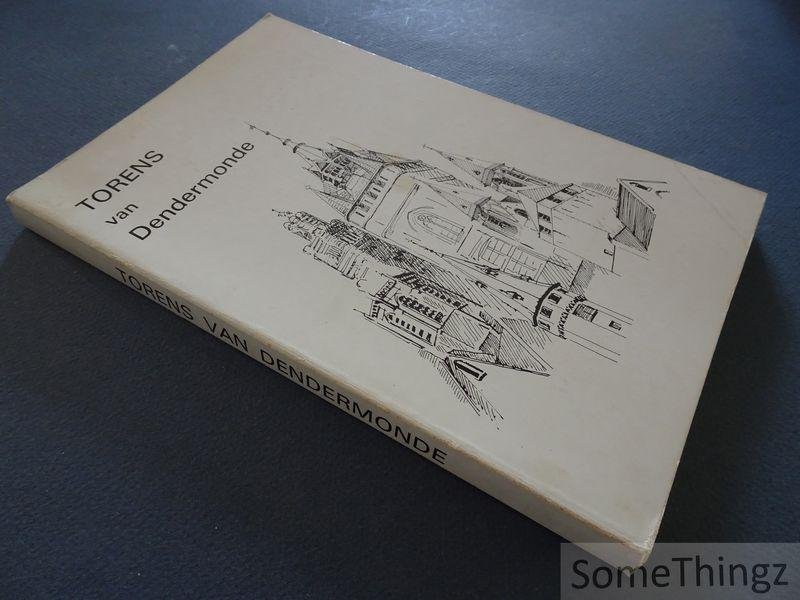 TORENS
van
Dendermonde
TORENS VAN DENDERMONDE
SomeThingz